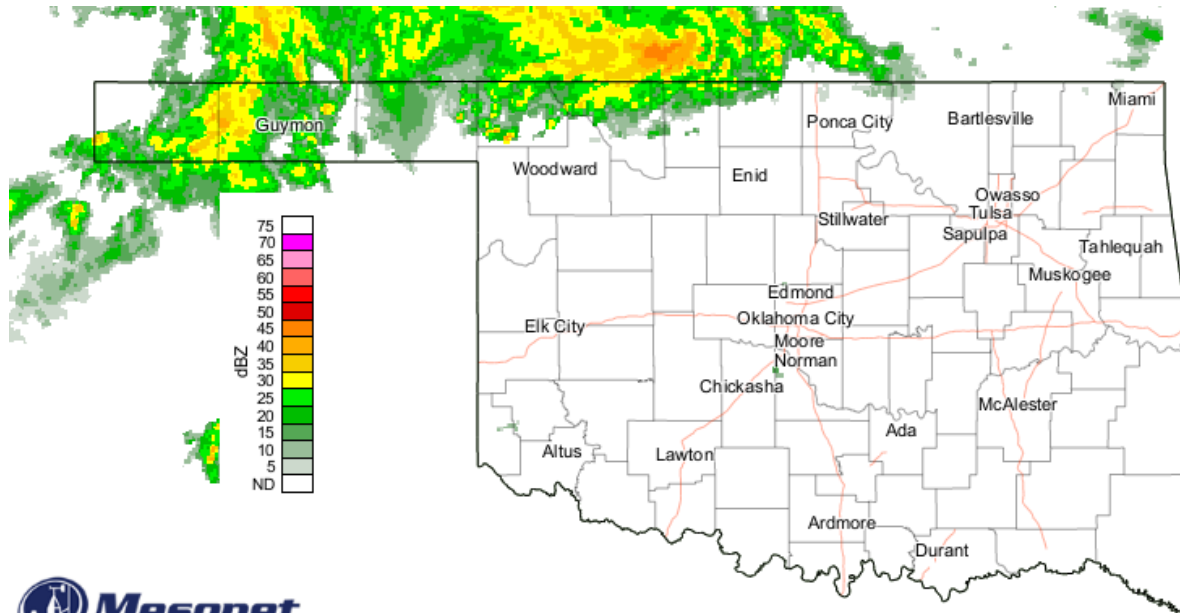 Miami
Bartlesville
Ponca City
Guymon
Woodward
Enid
Owasso
Tulsa
Stillwater
Sapulpa
Tahlequah
Muskogee
Edmond
Elk City
Oklahoma City
Moore
Norman
Chickasha
McAlester
Ada
Altus
Lawton
Ardmore
Durant
dBZ
75
70
65
60
55
50
45
40
35
30
25
20
15
10
5
ND
Mesonet